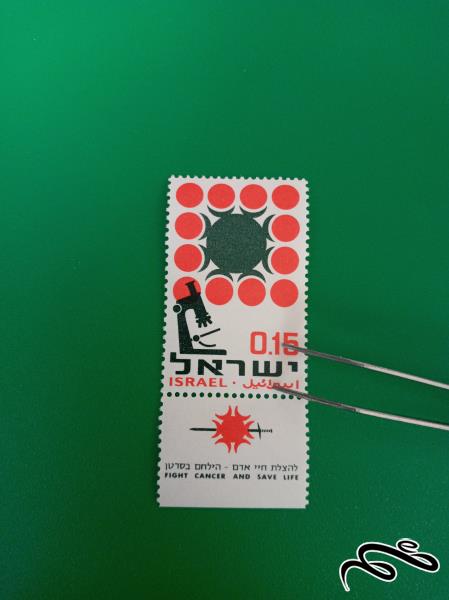 0.15
ישראל
ISRAEL · اسرائيل
להצלת חיי אדם - הילחם בסרטן
FIGHT CANCER AND SAVE LIFE